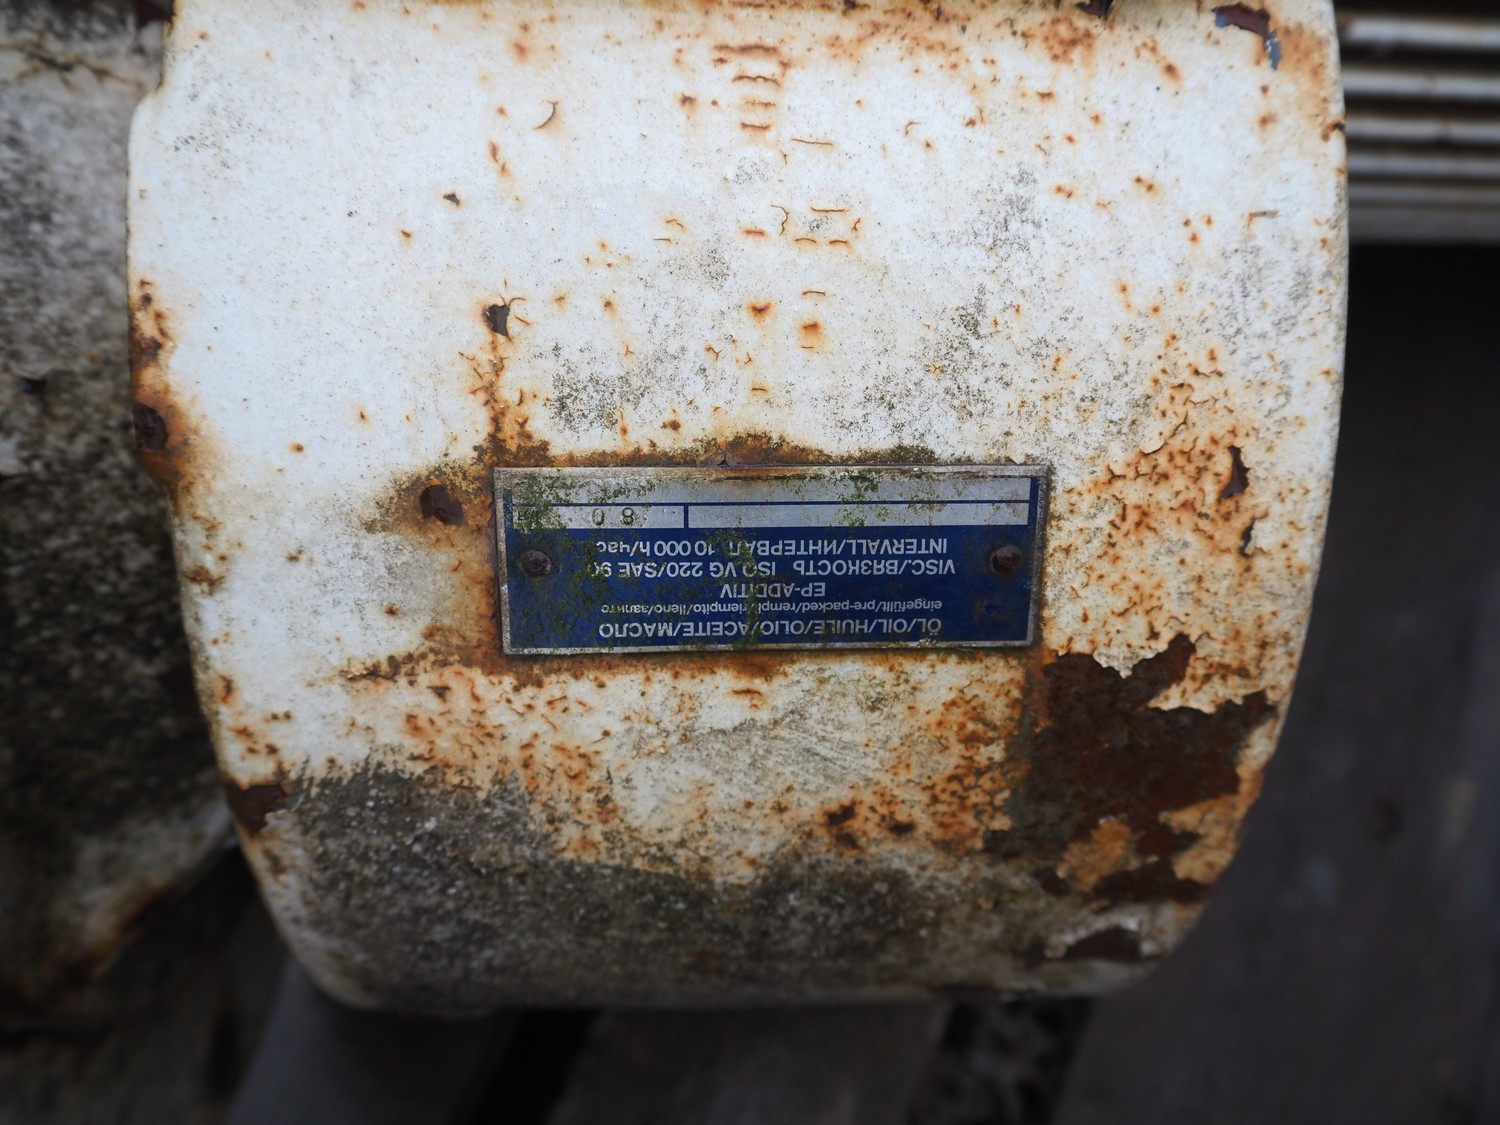 ÖL/OIL/HUILE/OLIO/ACEITE/МАСЛО
eingefüllt/pre-packed/rempli/riempito/lleno/залито
EP-ADDITIV
VISC./ВЯЗКОСТЬ ISO VG 220/SAE 90
INTERVALL/ИНТЕРВАЛ 10 000 h/час
80